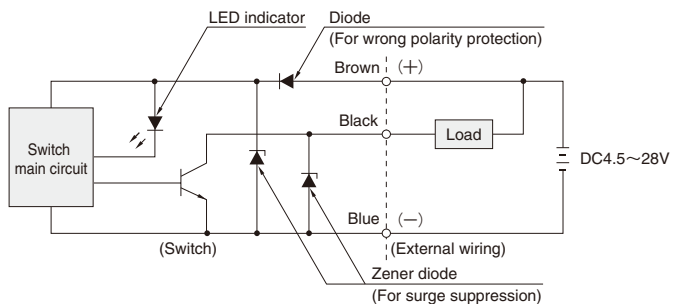 LED indicator
Diode
(For wrong polarity protection)
Brown (+)
Black
Load
Switch
main circuit
DC4.5～28V
Blue (−)
(Switch)
(External wiring)
Zener diode
(For surge suppression)